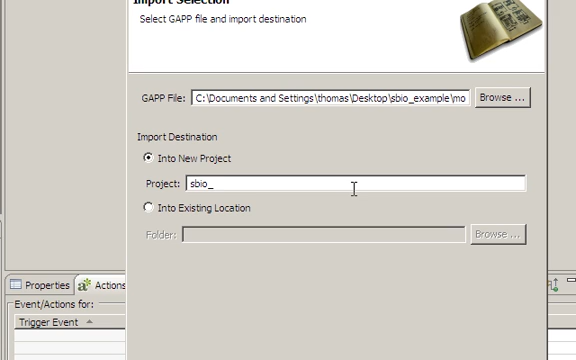 Import Selection
Select GAPP file and import destination
GAPP File: C:\Documents and Settings\thomas\Desktop\sbio_example\mo Browse ...
Import Destination
Into New Project
Project: sbio_
Into Existing Location
Folder: Browse ...
Properties Actions
Event/Actions for:
Trigger Event